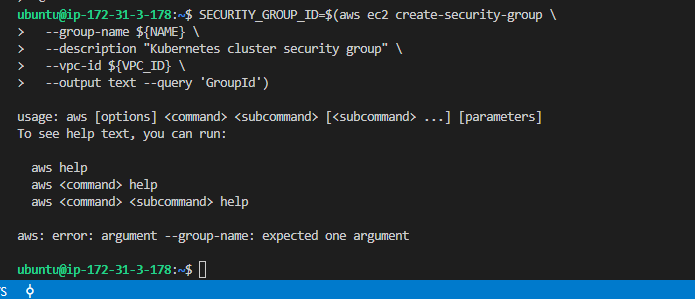 ubuntu@ip-172-31-3-178:~$ SECURITY_GROUP_ID=$(aws ec2 create-security-group \
>   --group-name ${NAME} \
>   --description "Kubernetes cluster security group" \
>   --vpc-id ${VPC_ID} \
>   --output text --query 'GroupId')

usage: aws [options] <command> <subcommand> [<subcommand> ...] [parameters]
To see help text, you can run:

  aws help
  aws <command> help
  aws <command> <subcommand> help

aws: error: argument --group-name: expected one argument

ubuntu@ip-172-31-3-178:~$